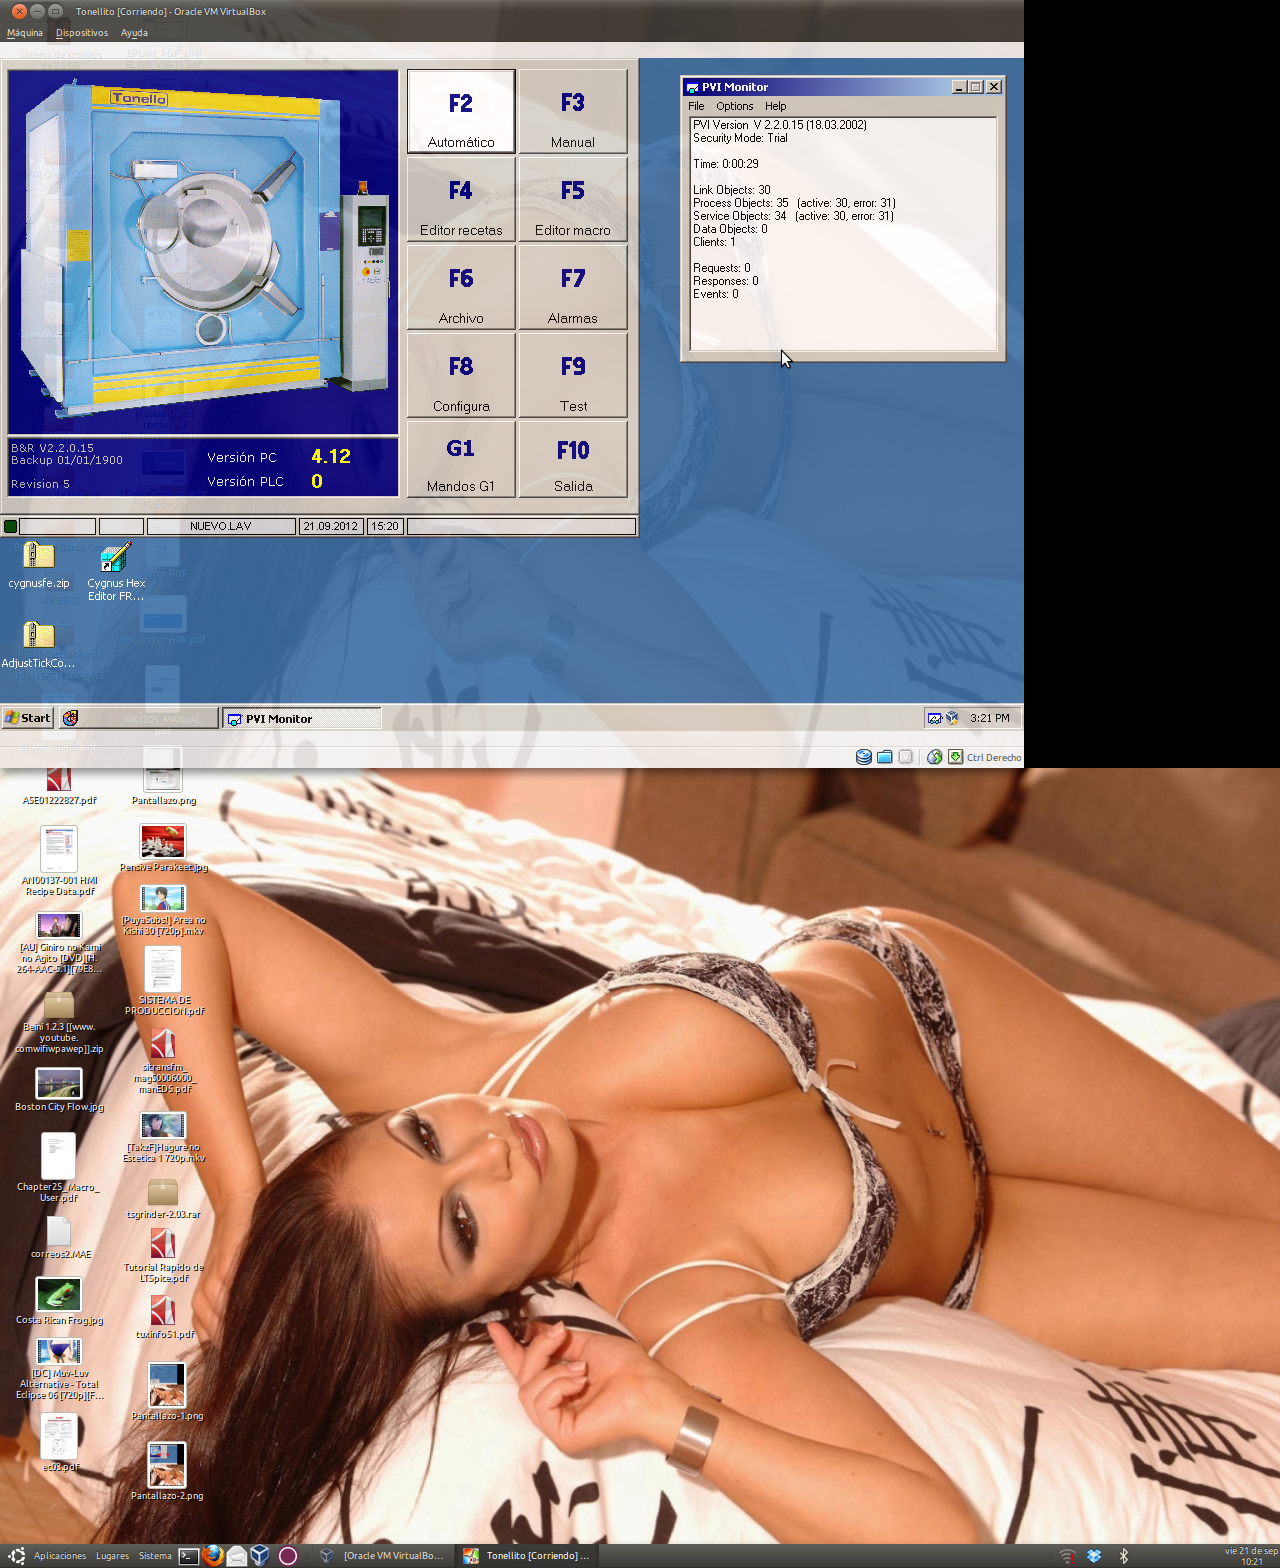 Tonellito [Corriendo] - Oracle VM VirtualBox
Máquina Dispositivos Ayuda
Tonello
F2
Automático
F3
Manual
F4
Editor recetas
F5
Editor macro
F6
Archivo
F7
Alarmas
F8
Configura
F9
Test
G1
Mandos G1
F10
Salida
B&R V2.2.0.15
Backup 01/01/1900
Revision 5
Versión PC 4.12
Versión PLC 0
NUEVO.LAV 21.09.2012 15:20
PVI Monitor
File Options Help
PVI Version V 2.2.0.15 (18.03.2002)
Security Mode: Trial
Time: 0:00:29
Link Objects: 30
Process Objects: 35 (active: 30, error: 31)
Service Objects: 34 (active: 30, error: 31)
Data Objects: 0
Clients: 1
Requests: 0
Responses: 0
Events: 0
cygnusfe.zip
Cygnus Hex
Editor FR...
AdjustTickCo...
Start
PVI Monitor
3:21 PM
Ctrl Derecho
ASE01222827.pdf
AN00137-001 HMI
Recipe Data.pdf
[AU] Giniro no Kami
no Agito [DVD][H.
264-AAC-5.1][79E8...
Beini 1.2.3 [[www.
youtube.
comwifiwpawep]].zip
Boston City Flow.jpg
Chapter25_Macro_
User.pdf
correos2.MAE
Costa Rican Frog.jpg
[DC] Muv-Luv
Alternative - Total
Eclipse 06 [720p][F...
ec03.pdf
Pantallazo.png
Pensive Parakeet.jpg
[PuyaSubs!] Area no
Kishi 30 [720p].mkv
SISTEMA DE
PRODUCCION.pdf
sitransfm_
mag50006000_
manEDS.pdf
[TakzF]Hagure no
Estetica 1 720p.mkv
tsgrinder-2.03.rar
Tutorial Rapido de
LTSpice.pdf
tuxinfo51.pdf
Pantallazo-1.png
Pantallazo-2.png
Aplicaciones Lugares Sistema
[Oracle VM VirtualBo...
Tonellito [Corriendo] ...
vie 21 de sep
10:21